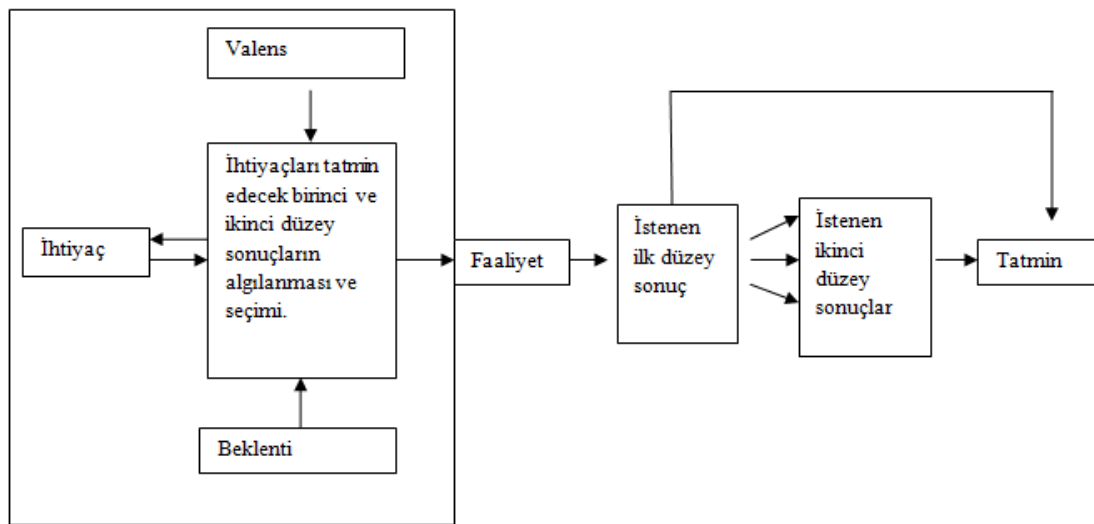 Valens
İhtiyaçları tatmin
edecek birinci ve
ikinci düzey
sonuçların
algılanması ve
seçimi.
İhtiyaç
Beklenti
Faaliyet
İstenen
ilk düzey
sonuç
İstenen
ikinci
düzey
sonuçlar
Tatmin